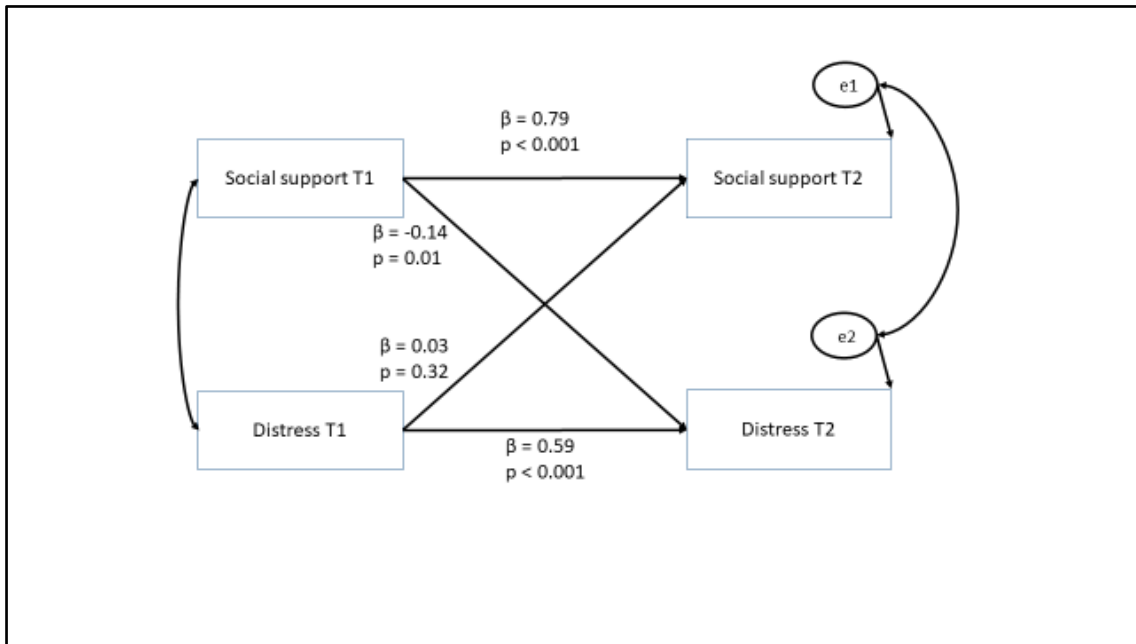 e1
β = 0.79
p < 0.001
Social support T1
Social support T2
β = -0.14
p = 0.01
e2
β = 0.03
p = 0.32
Distress T1
Distress T2
β = 0.59
p < 0.001